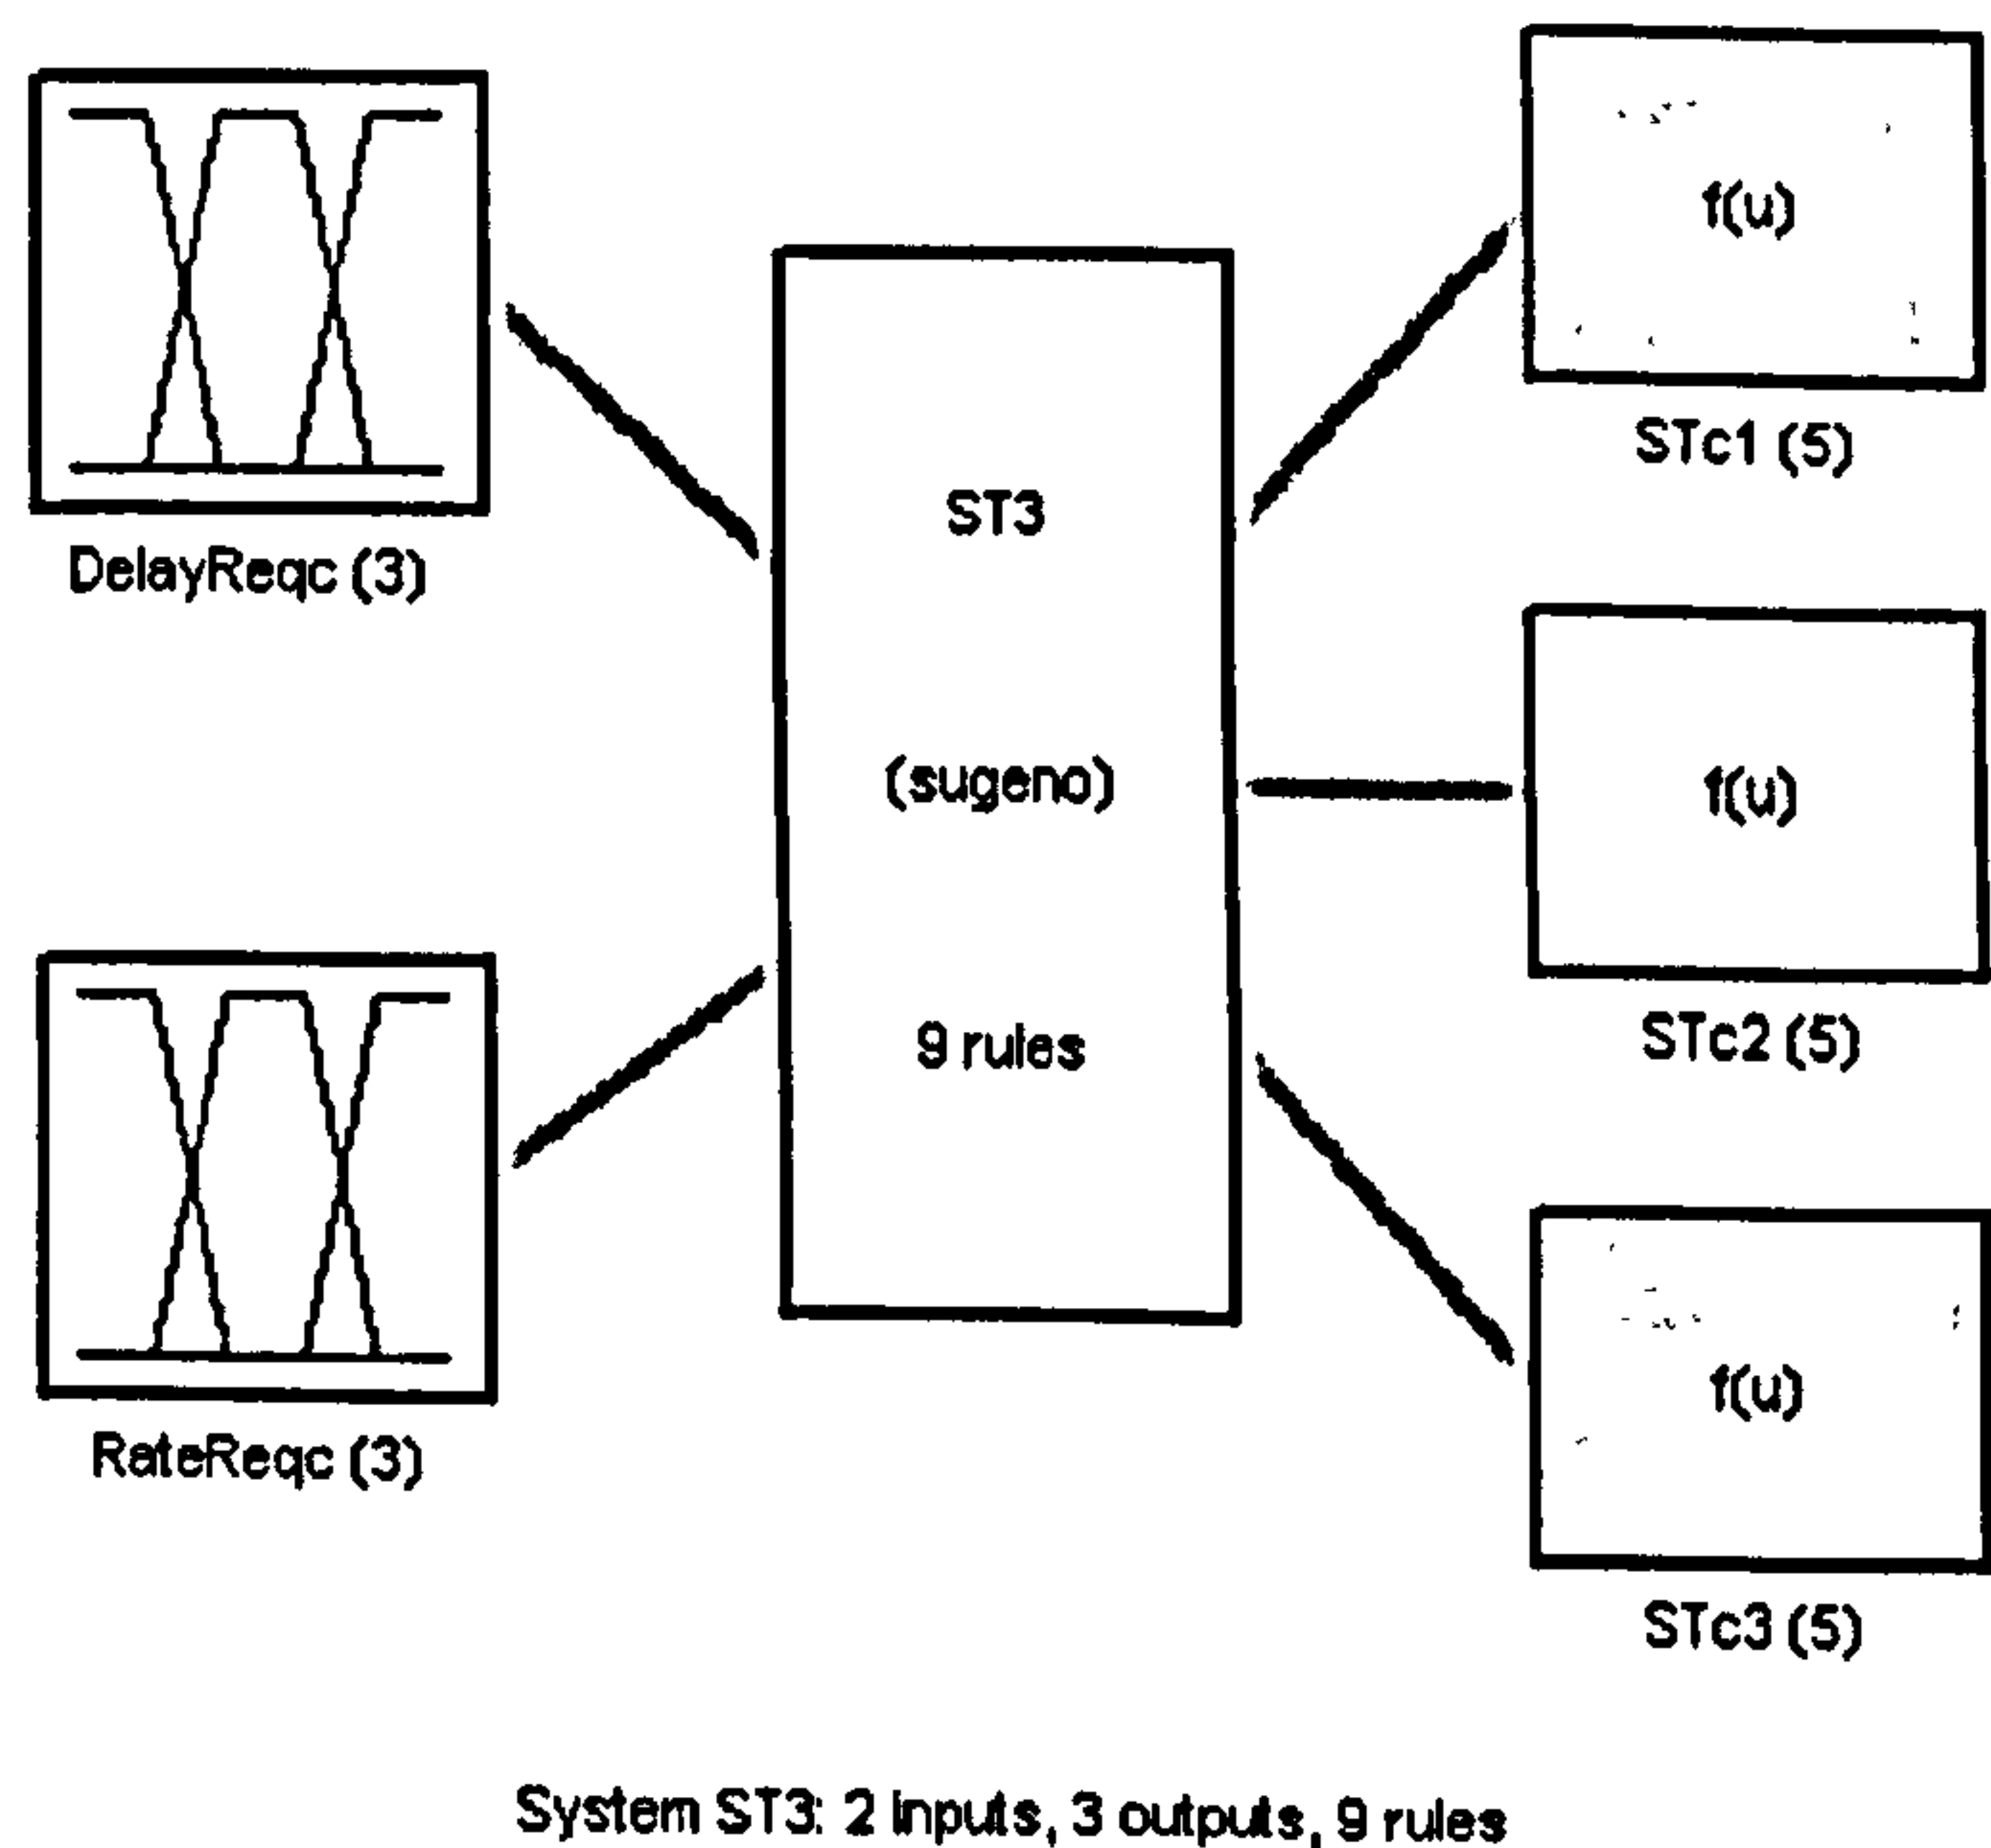 DelayReqc (3)
RateReqc (3)
ST3
(sugeno)
9 rules
f(u)
STc1 (5)
f(u)
STc2 (5)
f(u)
STc3 (5)
System ST3: 2 inputs, 3 outputs, 9 rules